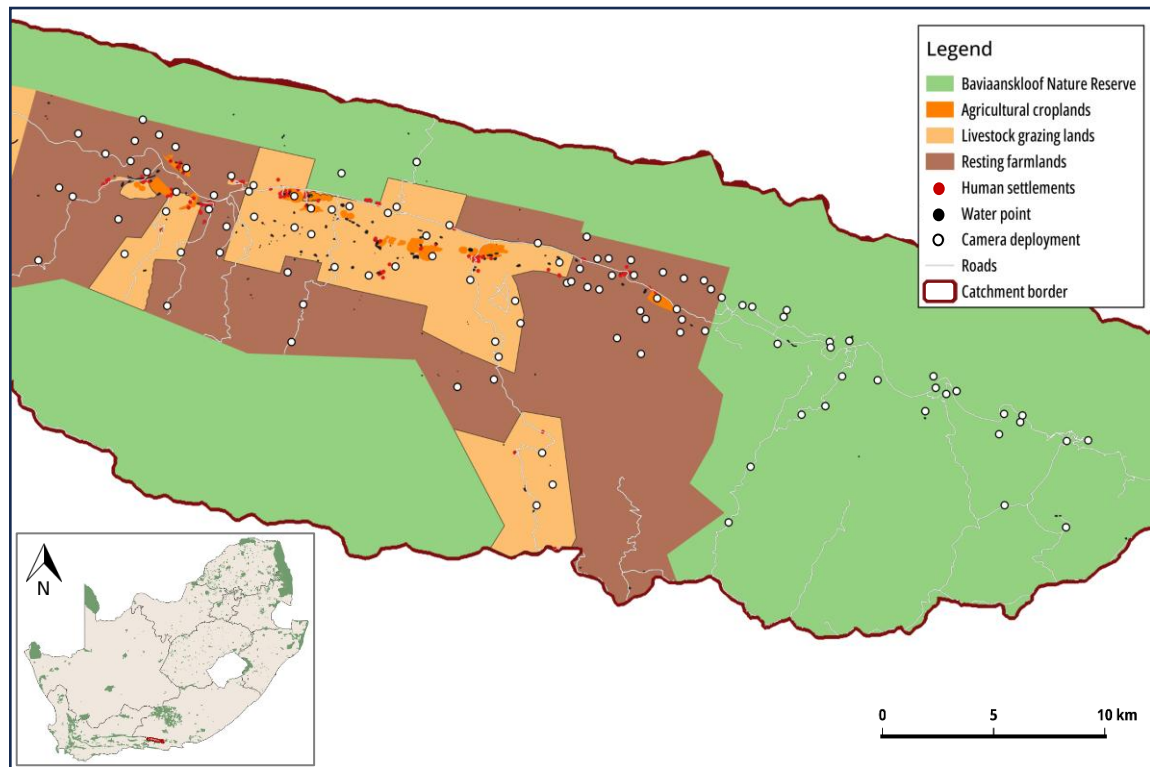 Legend
Baviaanskloof Nature Reserve
Agricultural croplands
Livestock grazing lands
Resting farmlands
Human settlements
Water point
Camera deployment
Roads
Catchment border
N
0 5 10 km